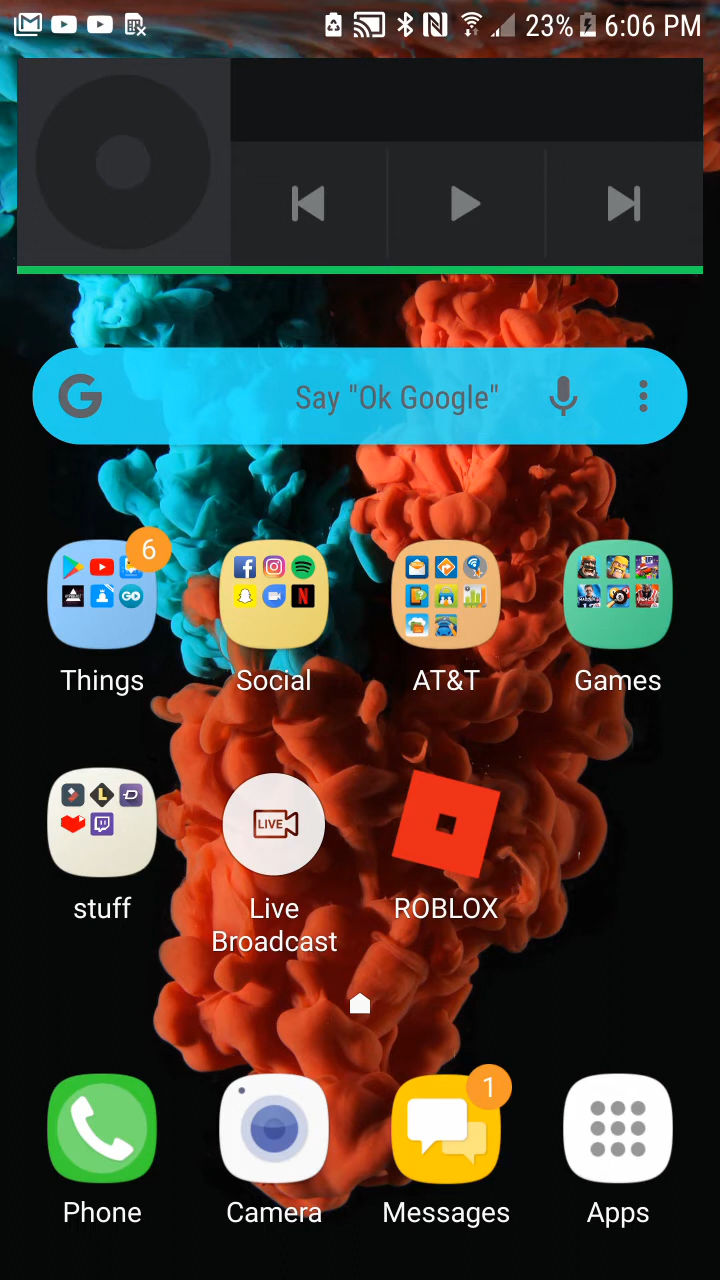 23% 6:06 PM
Say "Ok Google"
6
Things
Social
AT&T
Games
GO
stuff
LIVE
Live
Broadcast
ROBLOX
1
Phone
Camera
Messages
Apps